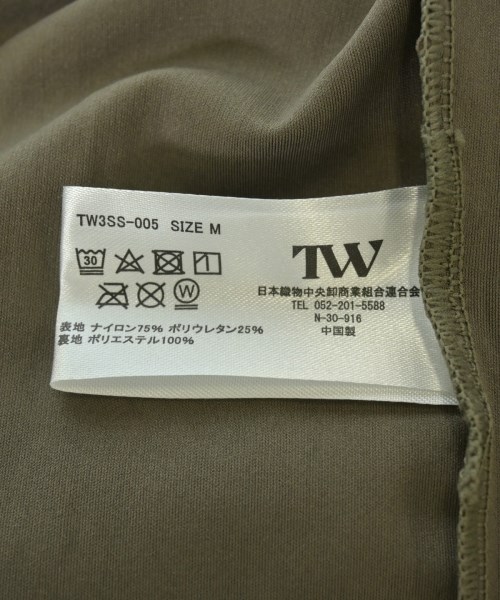 TW3SS-005 SIZE M
30
W
表地 ナイロン75% ポリウレタン25%
裏地 ポリエステル100%
TW
日本織物中央卸商業組合連合会
TEL 052-201-5588
N-30-916
中国製